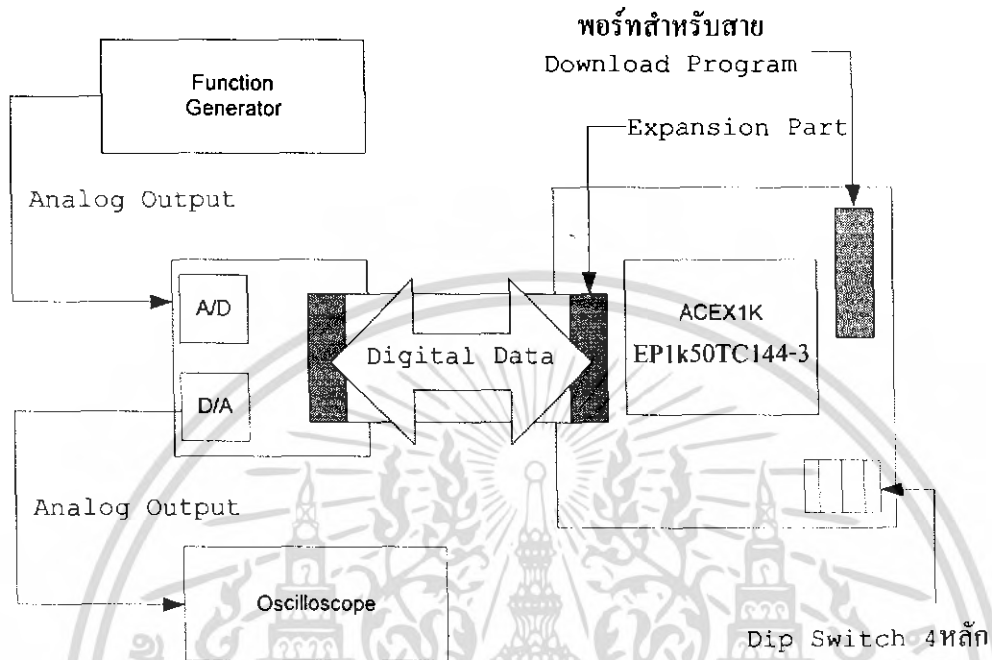 พอร์ทสำหรับสาย
Download Program
Function
Generator
Expansion Part
Analog Output
A/D
ACEX1K
EP1k50TC144-3
Digital Data
D/A
Analog Output
Oscilloscope
Dip Switch 4หลัก